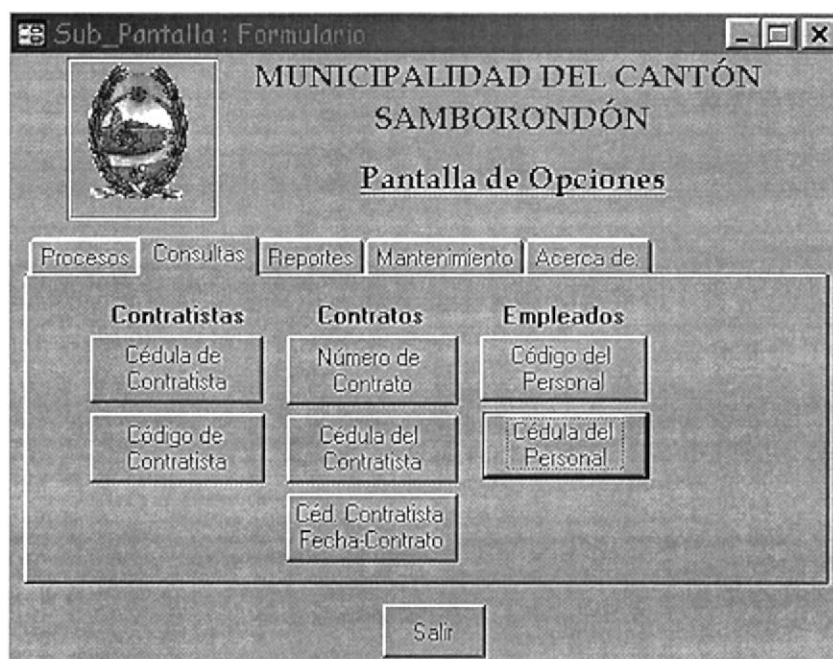 Sub_Pantalla : Formulario
MUNICIPALIDAD DEL CANTÓN
SAMBORONDÓN
Pantalla de Opciones
Procesos
Consultas
Reportes
Mantenimiento
Acerca de:
Contratistas
Contratos
Empleados
Cédula de
Contratista
Número de
Contrato
Código del
Personal
Código de
Contratista
Cédula del
Contratista
Cédula del
Personal
Céd. Contratista
Fecha-Contrato
Salir